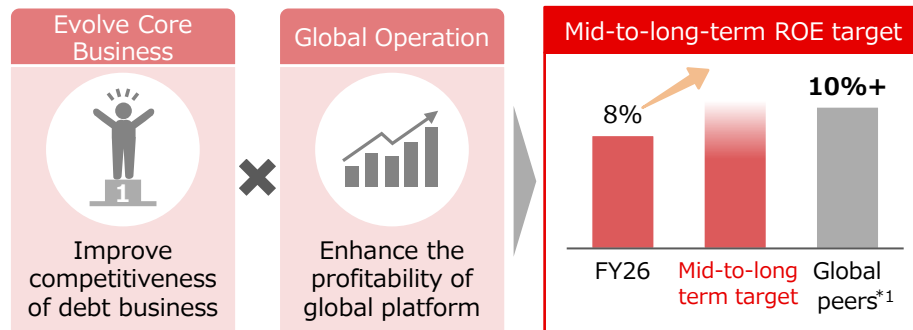 Evolve Core
Business
1
Improve
competitiveness
of debt business
Global Operation
Enhance the
profitability of
global platform
Mid-to-long-term ROE target
8%
10%+
FY26
Mid-to-long
term target
Global
peers*1